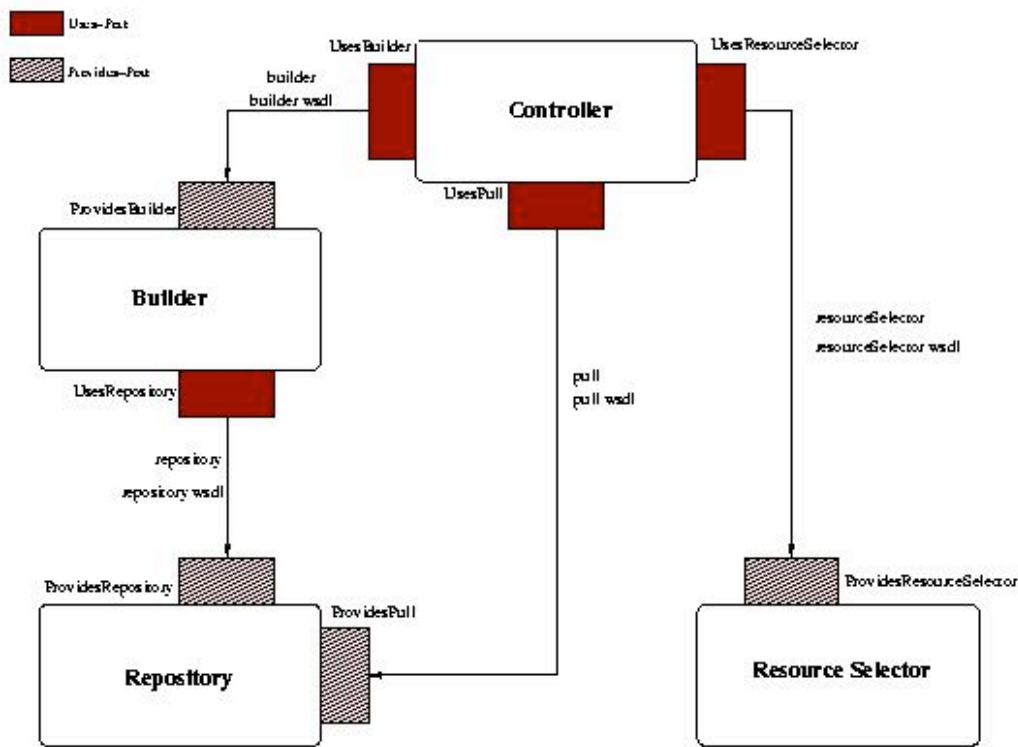 Uses-Port
Provides-Port
UsesBuilder
UsesResourceSelector
builder
builder wsdl
Controller
UsesPull
ProvidesBuilder
Builder
resourceSelector
resourceSelector wsdl
UsesRepository
pull
pull wsdl
repository
repository wsdl
ProvidesRepository
ProvidesResourceSelector
ProvidesPull
Repository
Resource Selector